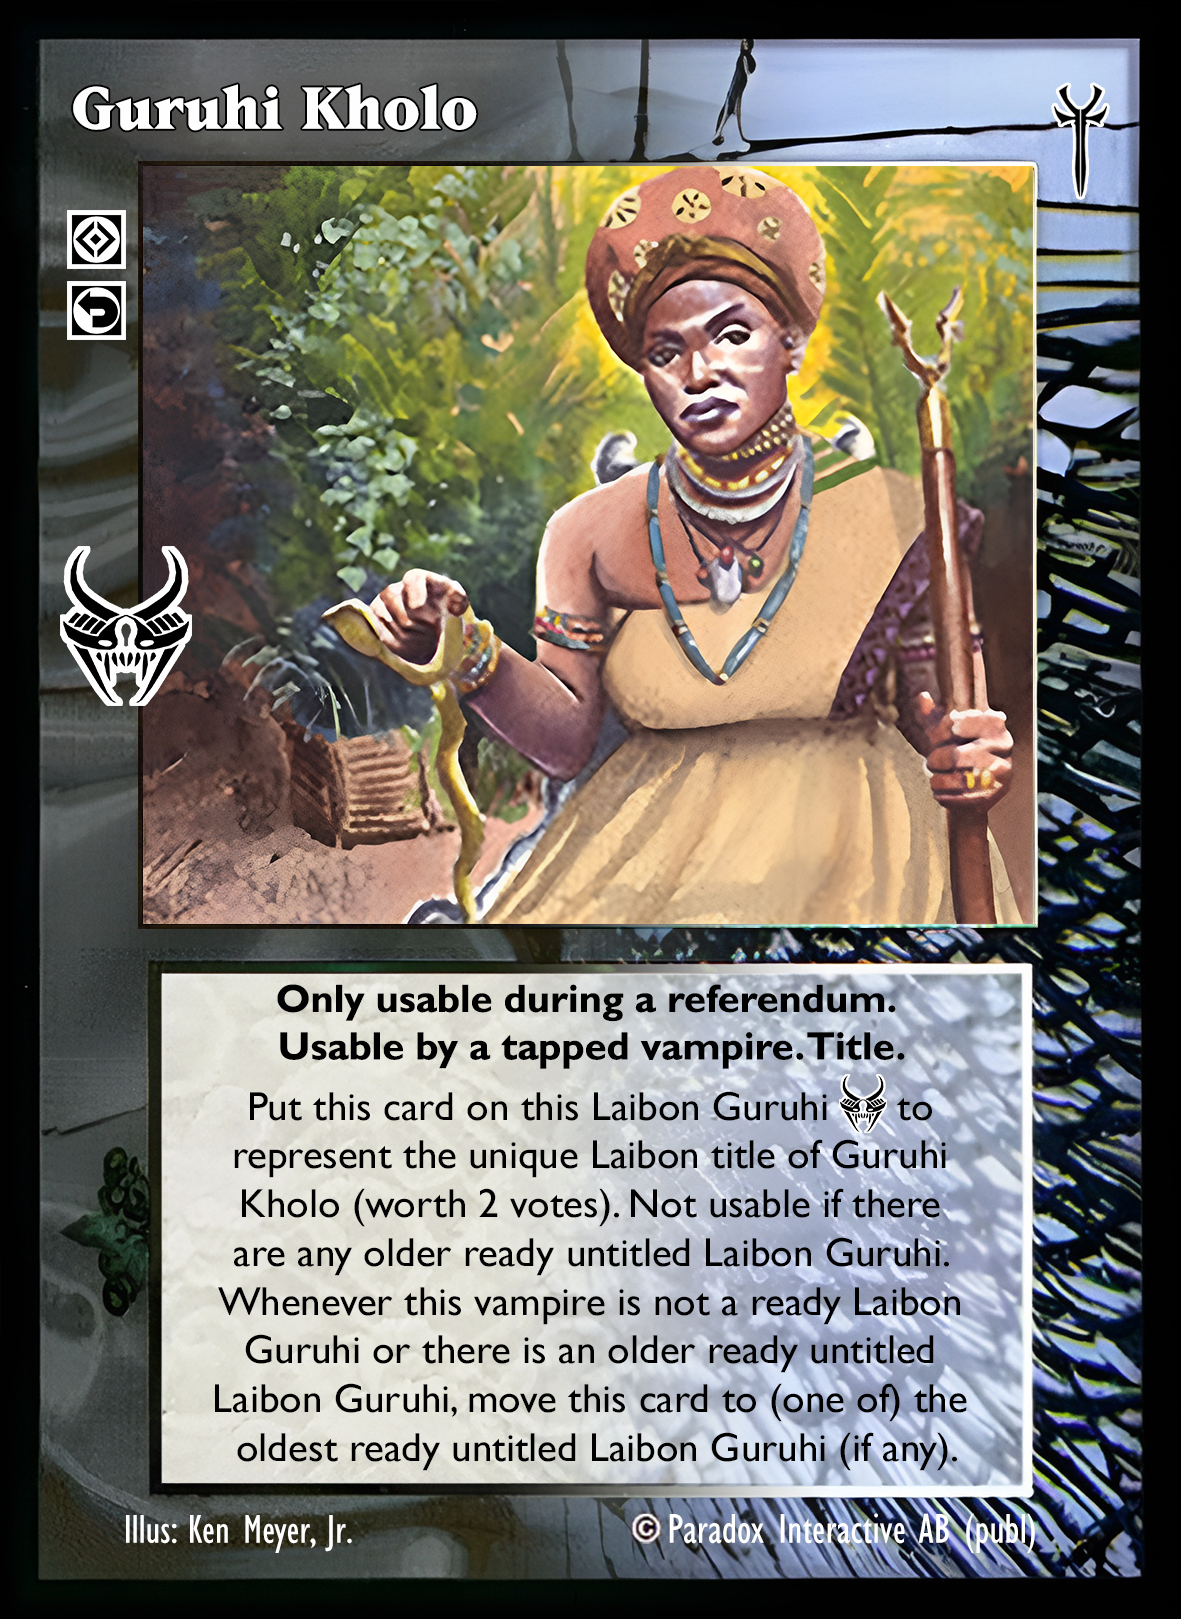 Guruhi Kholo
Only usable during a referendum.
Usable by a tapped vampire. Title.
Put this card on this Laibon Guruhi to
represent the unique Laibon title of Guruhi
Kholo (worth 2 votes). Not usable if there
are any older ready untitled Laibon Guruhi.
Whenever this vampire is not a ready Laibon
Guruhi or there is an older ready untitled
Laibon Guruhi, move this card to (one of) the
oldest ready untitled Laibon Guruhi (if any).
Illus: Ken Meyer, Jr.
© Paradox Interactive AB (publ)